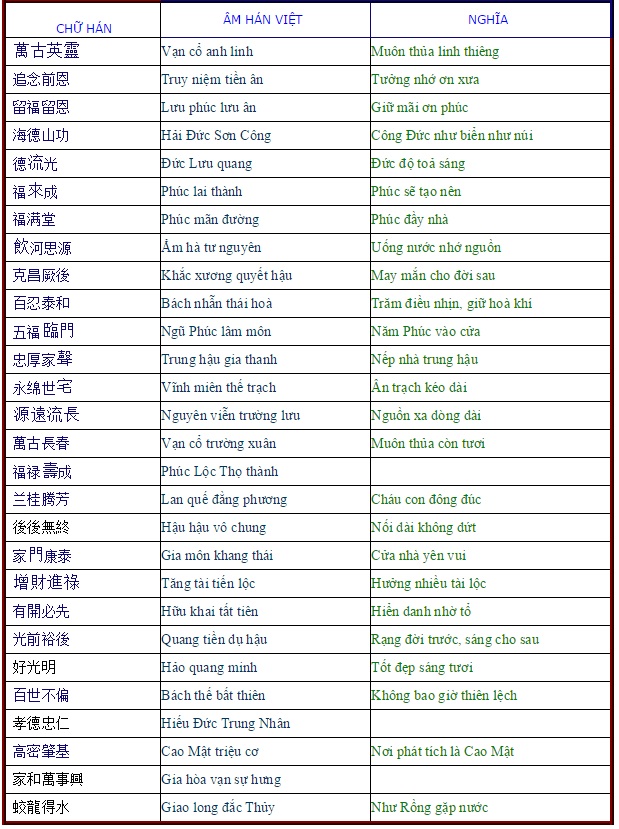 CHỮ HÁN ÂM HÁN VIỆT NGHĨA
萬古英靈 Vạn cổ anh linh Muôn thủa linh thiêng
追念前恩 Truy niệm tiền ân Tưởng nhớ ơn xưa
留福留恩 Lưu phúc lưu ân Giữ mãi ơn phúc
海德山功 Hải Đức Sơn Công Công Đức như biển như núi
德流光 Đức Lưu quang Đức độ toả sáng
福來成 Phúc lai thành Phúc sẽ tạo nên
福满堂 Phúc mãn đường Phúc đầy nhà
飲河思源 Ẩm hà tư nguyên Uống nước nhớ nguồn
克昌厥後 Khắc xương quyết hậu May mắn cho đời sau
百忍泰和 Bách nhẫn thái hoà Trăm điều nhịn, giữ hoà khí
五福臨門 Ngũ Phúc lâm môn Năm Phúc vào cửa
忠厚家聲 Trung hậu gia thanh Nếp nhà trung hậu
永绵世宅 Vĩnh miên thế trạch Ân trạch kéo dài
源遠流長 Nguyên viễn trường lưu Nguồn xa dòng dài
萬古長春 Vạn cổ trường xuân Muôn thủa còn tươi
福禄壽成 Phúc Lộc Thọ thành
兰桂腾芳 Lan quế đằng phương Cháu con đông đúc
後後無終 Hậu hậu vô chung Nối dài không dứt
家門康泰 Gia môn khang thái Cửa nhà yên vui
增財進祿 Tăng tài tiến lộc Hưởng nhiều tài lộc
有開必先 Hữu khai tất tiên Hiển danh nhờ tổ
光前裕後 Quang tiền dụ hậu Rạng đời trước, sáng cho sau
好光明 Hảo quang minh Tốt đẹp sáng tươi
百世不偏 Bách thế bất thiên Không bao giờ thiên lệch
孝德忠仁 Hiếu Đức Trung Nhân
高密肇基 Cao Mật triệu cơ Nơi phát tích là Cao Mật
家和萬事興 Gia hòa vạn sự hưng
蛟龍得水 Giao long đắc Thủy Như Rồng gặp nước